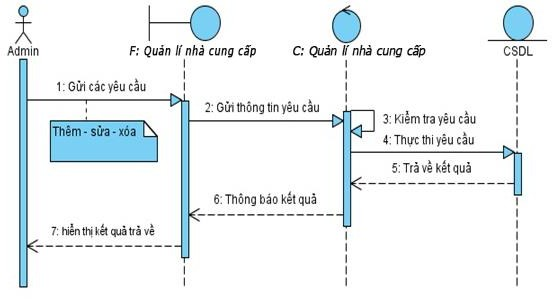 Admin
F: Quản lí nhà cung cấp
C: Quản lí nhà cung cấp
CSDL
1: Gửi các yêu cầu
Thêm - sửa - xóa
2: Gửi thông tin yêu cầu
3: Kiểm tra yêu cầu
4: Thực thi yêu cầu
5: Trả về kết quả
6: Thông báo kết quả
7: hiển thị kết quả trả về